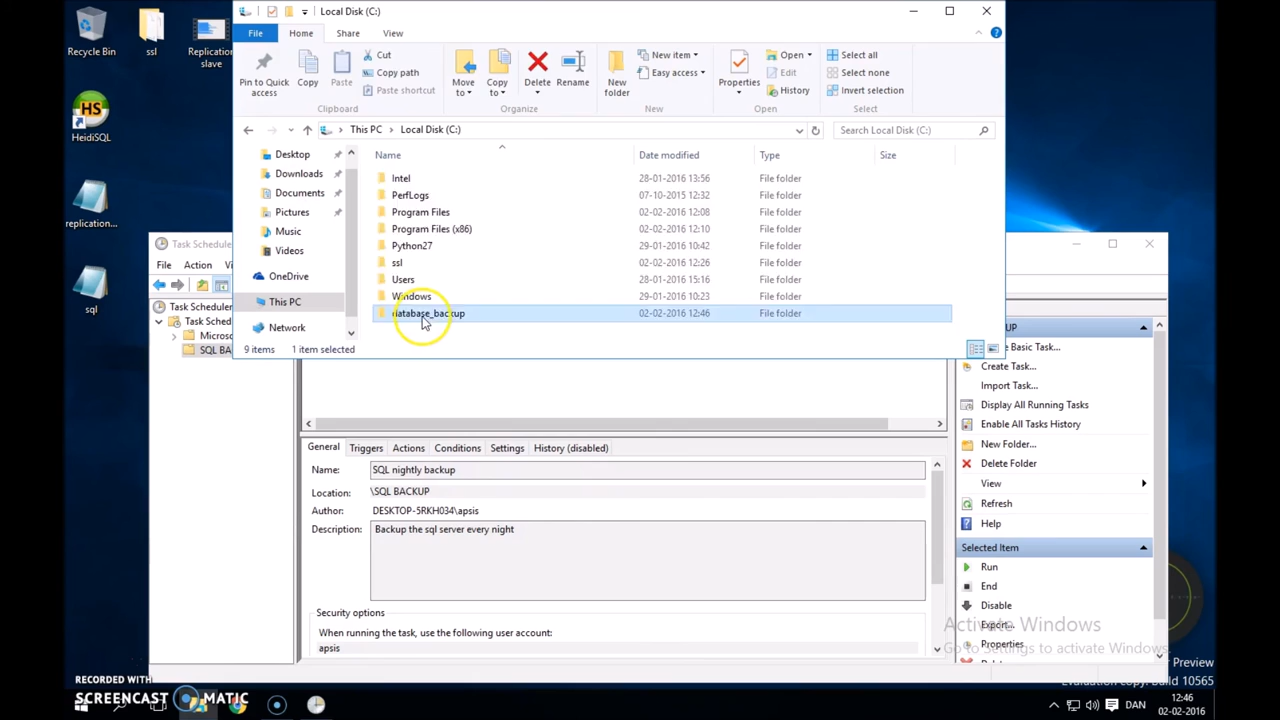 Recycle Bin
ssl
Replication slave
HeidiSQL
replication...
sql
Local Disk (C:)
File Home Share View
Pin to Quick access
Copy
Paste
Cut
Copy path
Paste shortcut
Clipboard
Move to
Copy to
Delete
Rename
Organize
New folder
New item
Easy access
New
Properties
Open
Edit
History
Open
Select all
Select none
Invert selection
Select
This PC > Local Disk (C:)
Search Local Disk (C:)
Desktop
Downloads
Documents
Pictures
Music
Videos
OneDrive
This PC
Network
Name Date modified Type Size
Intel 28-01-2016 13:56 File folder
PerfLogs 07-10-2015 12:32 File folder
Program Files 02-02-2016 12:08 File folder
Program Files (x86) 02-02-2016 12:10 File folder
Python27 29-01-2016 10:42 File folder
ssl 02-02-2016 12:26 File folder
Users 28-01-2016 15:16 File folder
Windows 29-01-2016 10:23 File folder
database_backup 02-02-2016 12:46 File folder
9 items 1 item selected
Task Scheduler
File Action Vi
Task Scheduler
Task Sched
Microso
SQL BA
General Triggers Actions Conditions Settings History (disabled)
Name: SQL nightly backup
Location: \SQL BACKUP
Author: DESKTOP-5RKH034\apsis
Description: Backup the sql server every night
Security options
When running the task, use the following user account:
apsis
UP
e Basic Task...
Create Task...
Import Task...
Display All Running Tasks
Enable All Tasks History
New Folder...
Delete Folder
View
Refresh
Help
Selected Item
Run
End
Disable
Export...
Properties
Activate Windows
Go to Settings to activate Windows.
r Preview
Evaluation copy. Build 10565
RECORDED WITH
SCREENCAST MATIC
DAN
12:46
02-02-2016